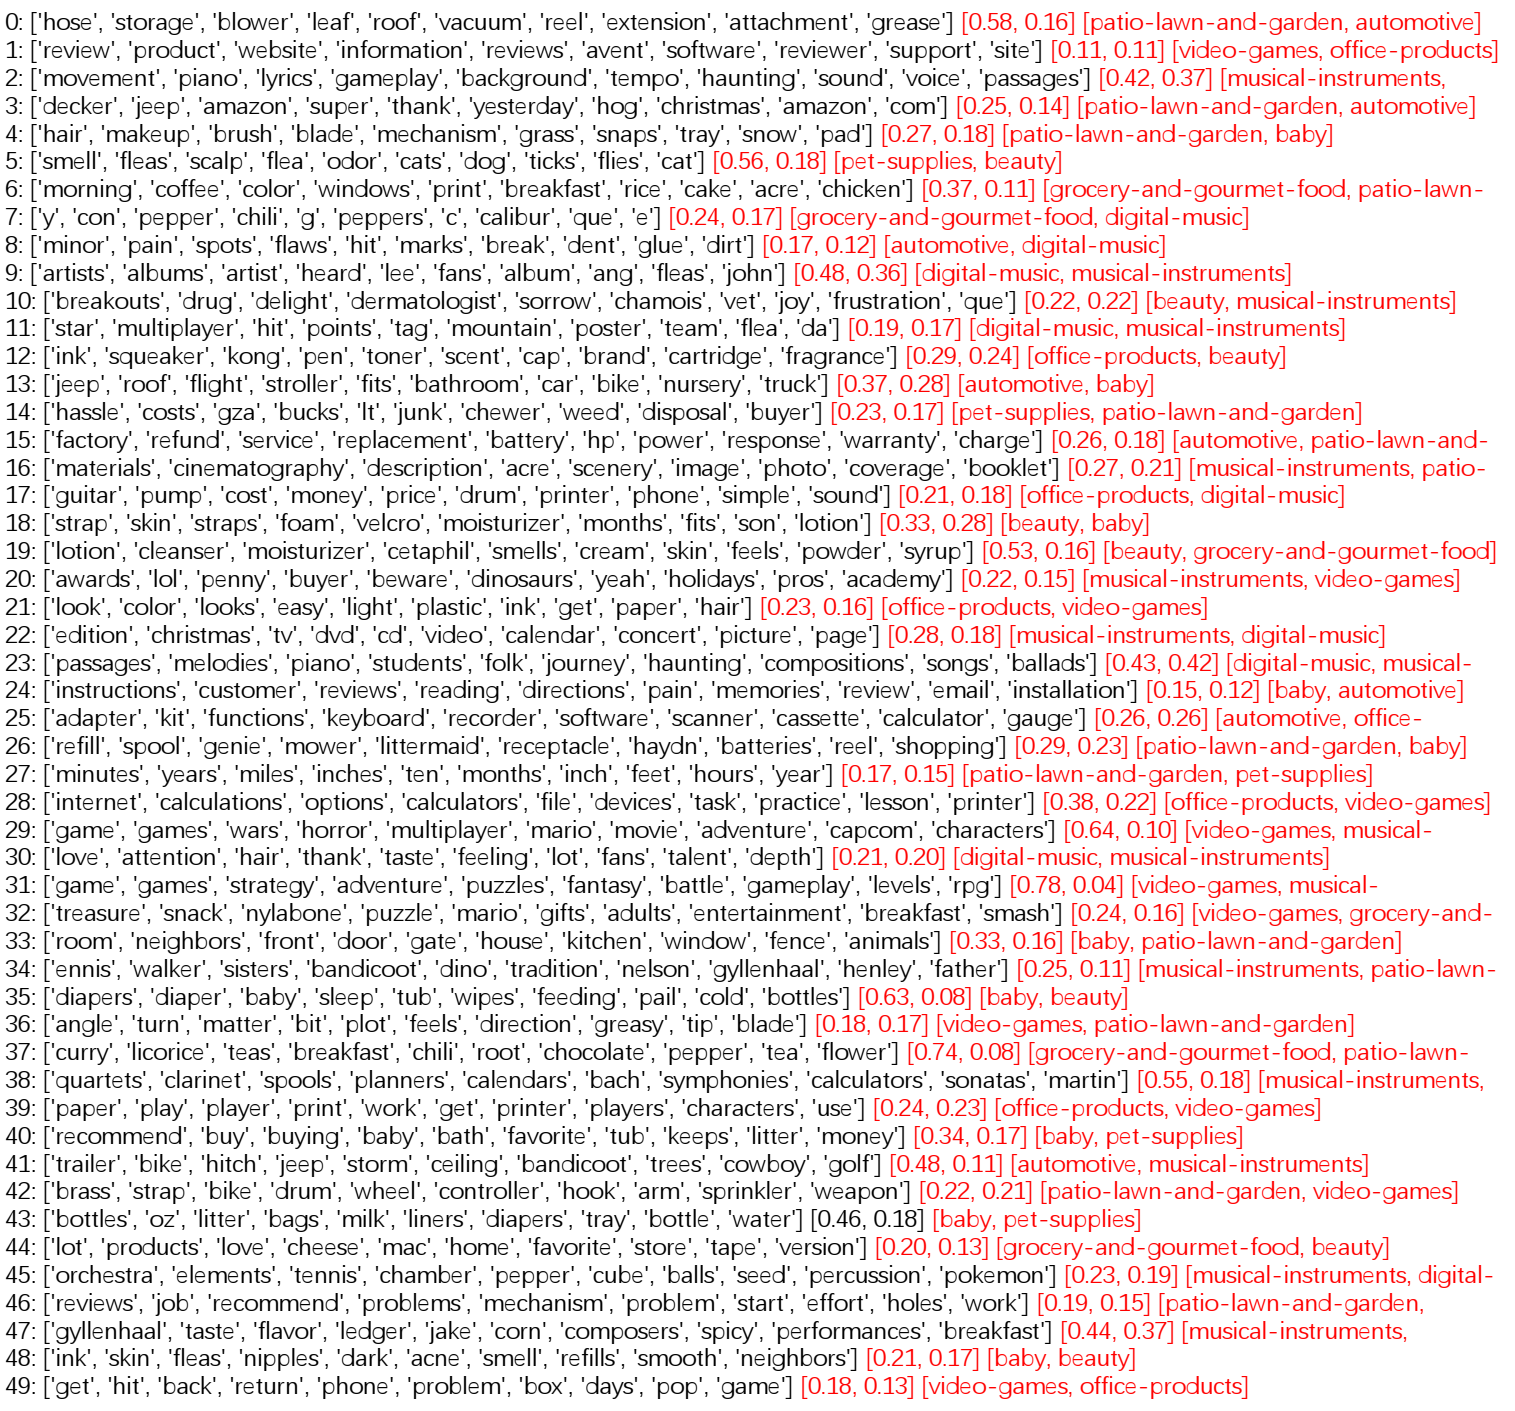 0: ['hose', 'storage', 'blower', 'leaf', 'roof', 'vacuum', 'reel', 'extension', 'attachment', 'grease'] [0.58, 0.16] [patio-lawn-and-garden, automotive]
1: ['review', 'product', 'website', 'information', 'reviews', 'avent', 'software', 'reviewer', 'support', 'site'] [0.11, 0.11] [video-games, office-products]
2: ['movement', 'piano', 'lyrics', 'gameplay', 'background', 'tempo', 'haunting', 'sound', 'voice', 'passages'] [0.42, 0.37] [musical-instruments,
3: ['decker', 'jeep', 'amazon', 'super', 'thank', 'yesterday', 'hog', 'christmas', 'amazon', 'com'] [0.25, 0.14] [patio-lawn-and-garden, automotive]
4: ['hair', 'makeup', 'brush', 'blade', 'mechanism', 'grass', 'snaps', 'tray', 'snow', 'pad'] [0.27, 0.18] [patio-lawn-and-garden, baby]
5: ['smell', 'fleas', 'scalp', 'flea', 'odor', 'cats', 'dog', 'ticks', 'flies', 'cat'] [0.56, 0.18] [pet-supplies, beauty]
6: ['morning', 'coffee', 'color', 'windows', 'print', 'breakfast', 'rice', 'cake', 'acre', 'chicken'] [0.37, 0.11] [grocery-and-gourmet-food, patio-lawn-
7: ['y', 'con', 'pepper', 'chili', 'g', 'peppers', 'c', 'calibur', 'que', 'e'] [0.24, 0.17] [grocery-and-gourmet-food, digital-music]
8: ['minor', 'pain', 'spots', 'flaws', 'hit', 'marks', 'break', 'dent', 'glue', 'dirt'] [0.17, 0.12] [automotive, digital-music]
9: ['artists', 'albums', 'artist', 'heard', 'lee', 'fans', 'album', 'ang', 'fleas', 'john'] [0.48, 0.36] [digital-music, musical-instruments]
10: ['breakouts', 'drug', 'delight', 'dermatologist', 'sorrow', 'chamois', 'vet', 'joy', 'frustration', 'que'] [0.22, 0.22] [beauty, musical-instruments]
11: ['star', 'multiplayer', 'hit', 'points', 'tag', 'mountain', 'poster', 'team', 'flea', 'da'] [0.19, 0.17] [digital-music, musical-instruments]
12: ['ink', 'squeaker', 'kong', 'pen', 'toner', 'scent', 'cap', 'brand', 'cartridge', 'fragrance'] [0.29, 0.24] [office-products, beauty]
13: ['jeep', 'roof', 'flight', 'stroller', 'fits', 'bathroom', 'car', 'bike', 'nursery', 'truck'] [0.37, 0.28] [automotive, baby]
14: ['hassle', 'costs', 'gza', 'bucks', 'lt', 'junk', 'chewer', 'weed', 'disposal', 'buyer'] [0.23, 0.17] [pet-supplies, patio-lawn-and-garden]
15: ['factory', 'refund', 'service', 'replacement', 'battery', 'hp', 'power', 'response', 'warranty', 'charge'] [0.26, 0.18] [automotive, patio-lawn-and-
16: ['materials', 'cinematography', 'description', 'acre', 'scenery', 'image', 'photo', 'coverage', 'booklet'] [0.27, 0.21] [musical-instruments, patio-
17: ['guitar', 'pump', 'cost', 'money', 'price', 'drum', 'printer', 'phone', 'simple', 'sound'] [0.21, 0.18] [office-products, digital-music]
18: ['strap', 'skin', 'straps', 'foam', 'velcro', 'moisturizer', 'months', 'fits', 'son', 'lotion'] [0.33, 0.28] [beauty, baby]
19: ['lotion', 'cleanser', 'moisturizer', 'cetaphil', 'smells', 'cream', 'skin', 'feels', 'powder', 'syrup'] [0.53, 0.16] [beauty, grocery-and-gourmet-food]
20: ['awards', 'lol', 'penny', 'buyer', 'beware', 'dinosaurs', 'yeah', 'holidays', 'pros', 'academy'] [0.22, 0.15] [musical-instruments, video-games]
21: ['look', 'color', 'looks', 'easy', 'light', 'plastic', 'ink', 'get', 'paper', 'hair'] [0.23, 0.16] [office-products, video-games]
22: ['edition', 'christmas', 'tv', 'dvd', 'cd', 'video', 'calendar', 'concert', 'picture', 'page'] [0.28, 0.18] [musical-instruments, digital-music]
23: ['passages', 'melodies', 'piano', 'students', 'folk', 'journey', 'haunting', 'compositions', 'songs', 'ballads'] [0.43, 0.42] [digital-music, musical-
24: ['instructions', 'customer', 'reviews', 'reading', 'directions', 'pain', 'memories', 'review', 'email', 'installation'] [0.15, 0.12] [baby, automotive]
25: ['adapter', 'kit', 'functions', 'keyboard', 'recorder', 'software', 'scanner', 'cassette', 'calculator', 'gauge'] [0.26, 0.26] [automotive, office-
26: ['refill', 'spool', 'genie', 'mower', 'littermaid', 'receptacle', 'haydn', 'batteries', 'reel', 'shopping'] [0.29, 0.23] [patio-lawn-and-garden, baby]
27: ['minutes', 'years', 'miles', 'inches', 'ten', 'months', 'inch', 'feet', 'hours', 'year'] [0.17, 0.15] [patio-lawn-and-garden, pet-supplies]
28: ['internet', 'calculations', 'options', 'calculators', 'file', 'devices', 'task', 'practice', 'lesson', 'printer'] [0.38, 0.22] [office-products, video-games]
29: ['game', 'games', 'wars', 'horror', 'multiplayer', 'mario', 'movie', 'adventure', 'capcom', 'characters'] [0.64, 0.10] [video-games, musical-
30: ['love', 'attention', 'hair', 'thank', 'taste', 'feeling', 'lot', 'fans', 'talent', 'depth'] [0.21, 0.20] [digital-music, musical-instruments]
31: ['game', 'games', 'strategy', 'adventure', 'puzzles', 'fantasy', 'battle', 'gameplay', 'levels', 'rpg'] [0.78, 0.04] [video-games, musical-
32: ['treasure', 'snack', 'nylabone', 'puzzle', 'mario', 'gifts', 'adults', 'entertainment', 'breakfast', 'smash'] [0.24, 0.16] [video-games, grocery-and-
33: ['room', 'neighbors', 'front', 'door', 'gate', 'house', 'kitchen', 'window', 'fence', 'animals'] [0.33, 0.16] [baby, patio-lawn-and-garden]
34: ['ennis', 'walker', 'sisters', 'bandicoot', 'dino', 'tradition', 'nelson', 'gyllenhaal', 'henley', 'father'] [0.25, 0.11] [musical-instruments, patio-lawn-
35: ['diapers', 'diaper', 'baby', 'sleep', 'tub', 'wipes', 'feeding', 'pail', 'cold', 'bottles'] [0.63, 0.08] [baby, beauty]
36: ['angle', 'turn', 'matter', 'bit', 'plot', 'feels', 'direction', 'greasy', 'tip', 'blade'] [0.18, 0.17] [video-games, patio-lawn-and-garden]
37: ['curry', 'licorice', 'teas', 'breakfast', 'chili', 'root', 'chocolate', 'pepper', 'tea', 'flower'] [0.74, 0.08] [grocery-and-gourmet-food, patio-lawn-
38: ['quartets', 'clarinet', 'spools', 'planners', 'calendars', 'bach', 'symphonies', 'calculators', 'sonatas', 'martin'] [0.55, 0.18] [musical-instruments,
39: ['paper', 'play', 'player', 'print', 'work', 'get', 'printer', 'players', 'characters', 'use'] [0.24, 0.23] [office-products, video-games]
40: ['recommend', 'buy', 'buying', 'baby', 'bath', 'favorite', 'tub', 'keeps', 'litter', 'money'] [0.34, 0.17] [baby, pet-supplies]
41: ['trailer', 'bike', 'hitch', 'jeep', 'storm', 'ceiling', 'bandicoot', 'trees', 'cowboy', 'golf'] [0.48, 0.11] [automotive, musical-instruments]
42: ['brass', 'strap', 'bike', 'drum', 'wheel', 'controller', 'hook', 'arm', 'sprinkler', 'weapon'] [0.22, 0.21] [patio-lawn-and-garden, video-games]
43: ['bottles', 'oz', 'litter', 'bags', 'milk', 'liners', 'diapers', 'tray', 'bottle', 'water'] [0.46, 0.18] [baby, pet-supplies]
44: ['lot', 'products', 'love', 'cheese', 'mac', 'home', 'favorite', 'store', 'tape', 'version'] [0.20, 0.13] [grocery-and-gourmet-food, beauty]
45: ['orchestra', 'elements', 'tennis', 'chamber', 'pepper', 'cube', 'balls', 'seed', 'percussion', 'pokemon'] [0.23, 0.19] [musical-instruments, digital-
46: ['reviews', 'job', 'recommend', 'problems', 'mechanism', 'problem', 'start', 'effort', 'holes', 'work'] [0.19, 0.15] [patio-lawn-and-garden,
47: ['gyllenhaal', 'taste', 'flavor', 'ledger', 'jake', 'corn', 'composers', 'spicy', 'performances', 'breakfast'] [0.44, 0.37] [musical-instruments,
48: ['ink', 'skin', 'fleas', 'nipples', 'dark', 'acne', 'smell', 'refills', 'smooth', 'neighbors'] [0.21, 0.17] [baby, beauty]
49: ['get', 'hit', 'back', 'return', 'phone', 'problem', 'box', 'days', 'pop', 'game'] [0.18, 0.13] [video-games, office-products]